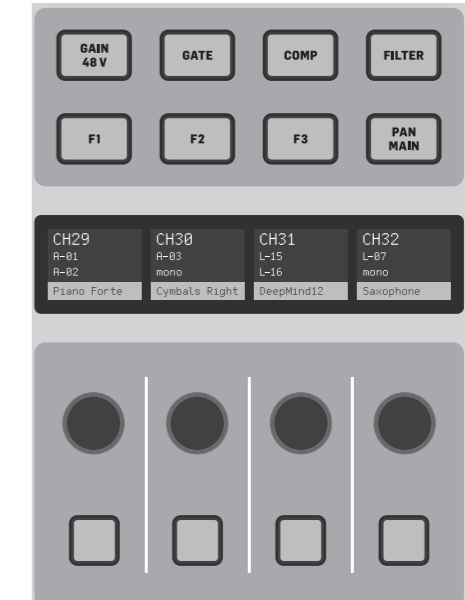 GAIN
48 V
GATE
COMP
FILTER
F1
F2
F3
PAN
MAIN
CH29
A-01
A-02
Piano Forte
CH30
A-03
mono
Cymbals Right
CH31
L-15
L-16
DeepMind12
CH32
L-07
mono
Saxophone